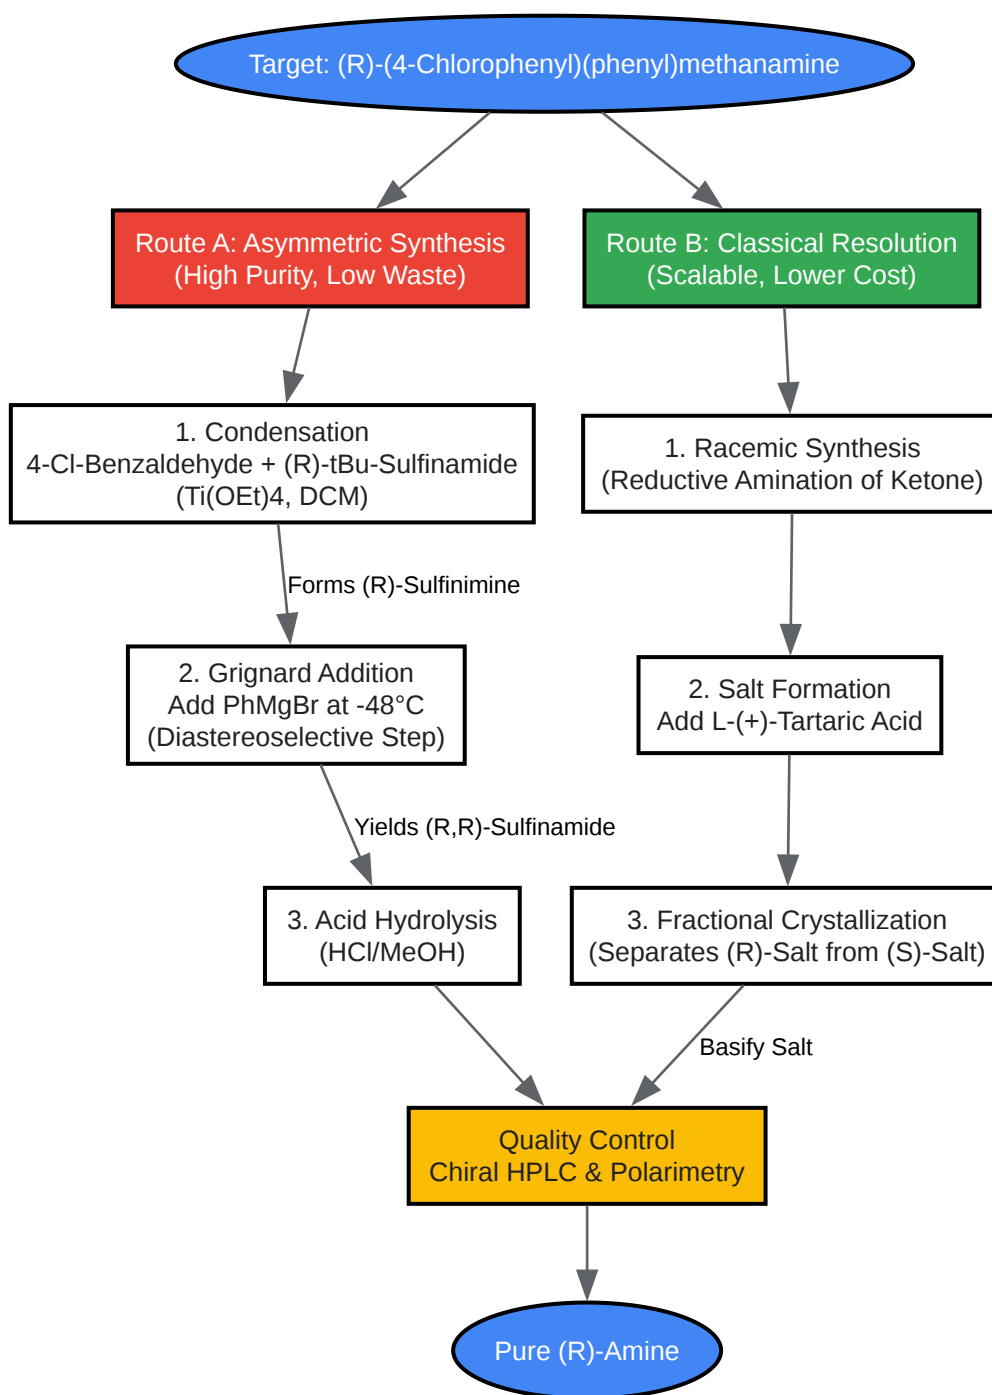 Target: (R)-(4-Chlorophenyl)(phenyl)methanamine
Route A: Asymmetric Synthesis
(High Purity, Low Waste)
Route B: Classical Resolution
(Scalable, Lower Cost)
1. Condensation
4-Cl-Benzaldehyde + (R)-tBu-Sulfinamide
(Ti(OEt)4, DCM)
1. Racemic Synthesis
(Reductive Amination of Ketone)
Forms (R)-Sulfinimine
2. Grignard Addition
Add PhMgBr at -48°C
(Diastereoselective Step)
2. Salt Formation
Add L-(+)-Tartaric Acid
Yields (R,R)-Sulfinamide
3. Acid Hydrolysis
(HCl/MeOH)
3. Fractional Crystallization
(Separates (R)-Salt from (S)-Salt)
Basify Salt
Quality Control
Chiral HPLC & Polarimetry
Pure (R)-Amine